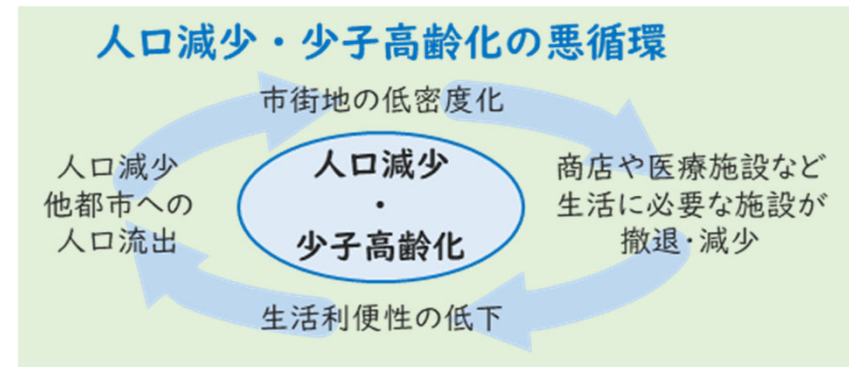 人口減少・少子高齢化の悪循環
市街地の低密度化
商店や医療施設など
生活に必要な施設が
撤退・減少
生活利便性の低下
人口減少
他都市への
人口流出
人口減少
・
少子高齢化